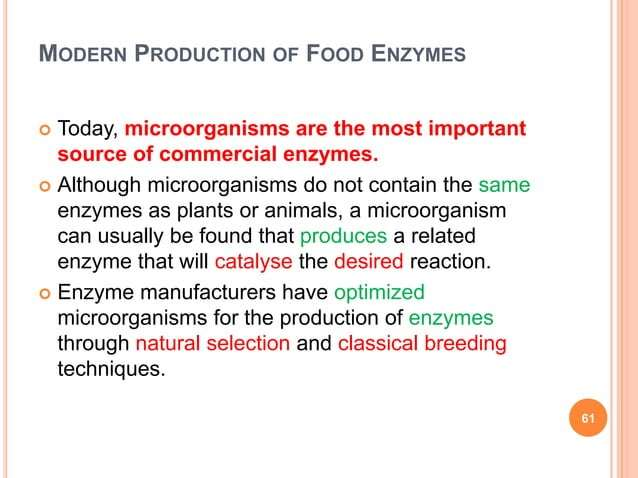 MODERN PRODUCTION OF FOOD ENZYMES
Today, microorganisms are the most important
source of commercial enzymes.
Although microorganisms do not contain the same
enzymes as plants or animals, a microorganism
can usually be found that produces a related
enzyme that will catalyse the desired reaction.
Enzyme manufacturers have optimized
microorganisms for the production of enzymes
through natural selection and classical breeding
techniques.
61